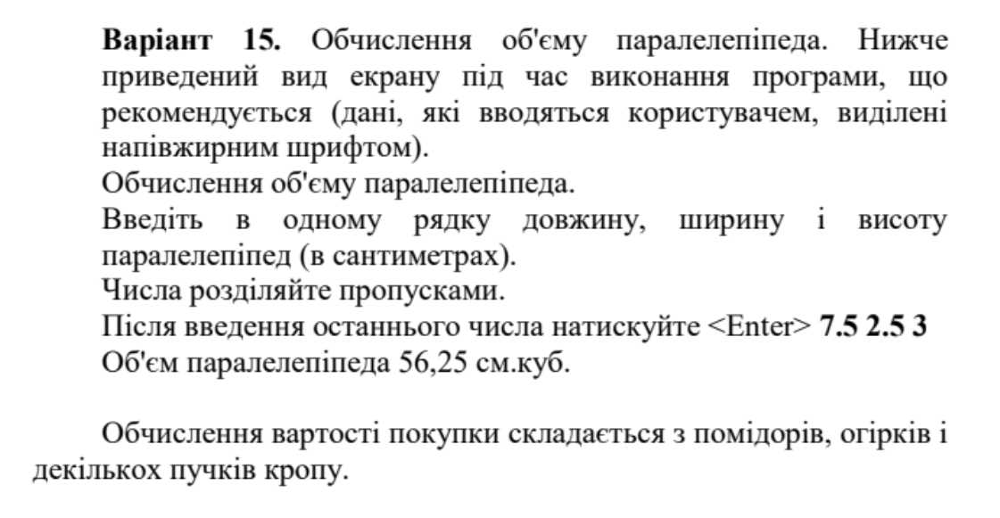 Варіант 15. Обчислення об'єму паралелепіпеда. Нижче
приведений вид екрану під час виконання програми, що
рекомендується (дані, які вводяться користувачем, виділені
напівжирним шрифтом).
Обчислення об'єму паралелепіпеда.
Введіть в одному рядку довжину, ширину і висоту
паралелепіпед (в сантиметрах).
Числа розділяйте пропусками.
Після введення останнього числа натискуйте <Enter> 7.5 2.5 3
Об'єм паралелепіпеда 56,25 см.куб.
Обчислення вартості покупки складається з помідорів, огірків і
декількох пучків кропу.